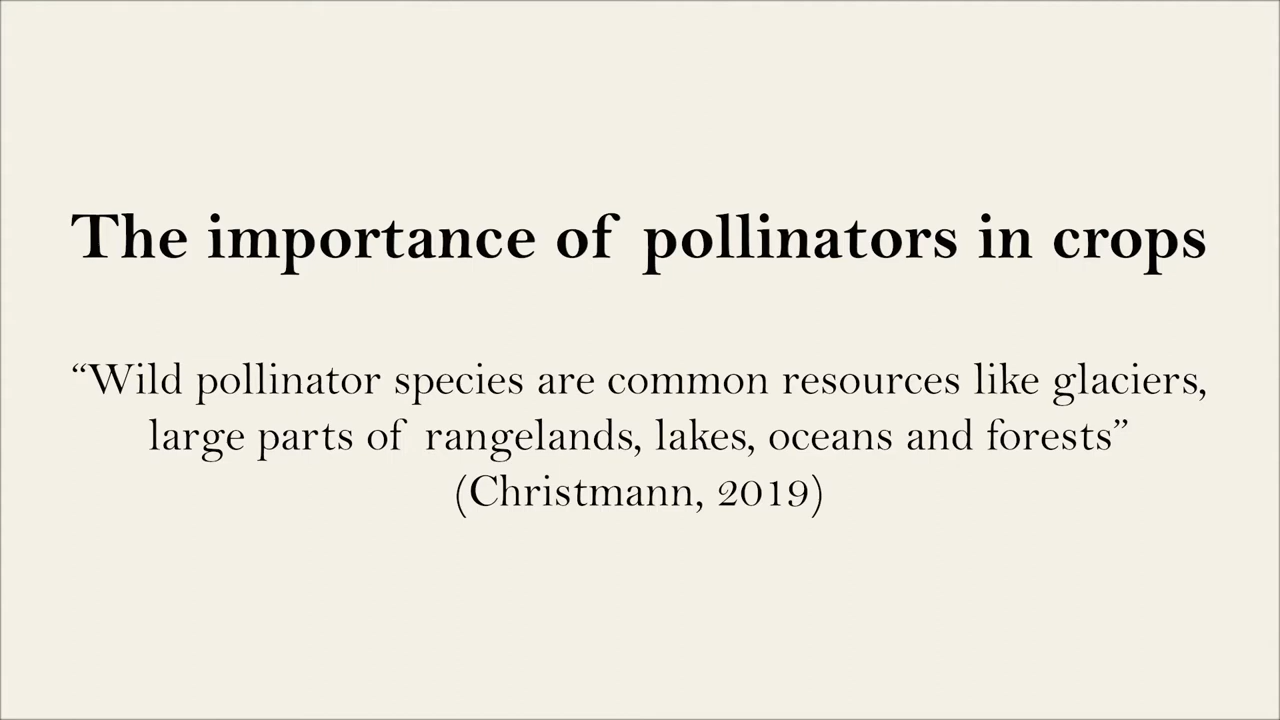 The importance of pollinators in crops
“Wild pollinator species are common resources like glaciers,
large parts of rangelands, lakes, oceans and forests”
(Christmann, 2019)